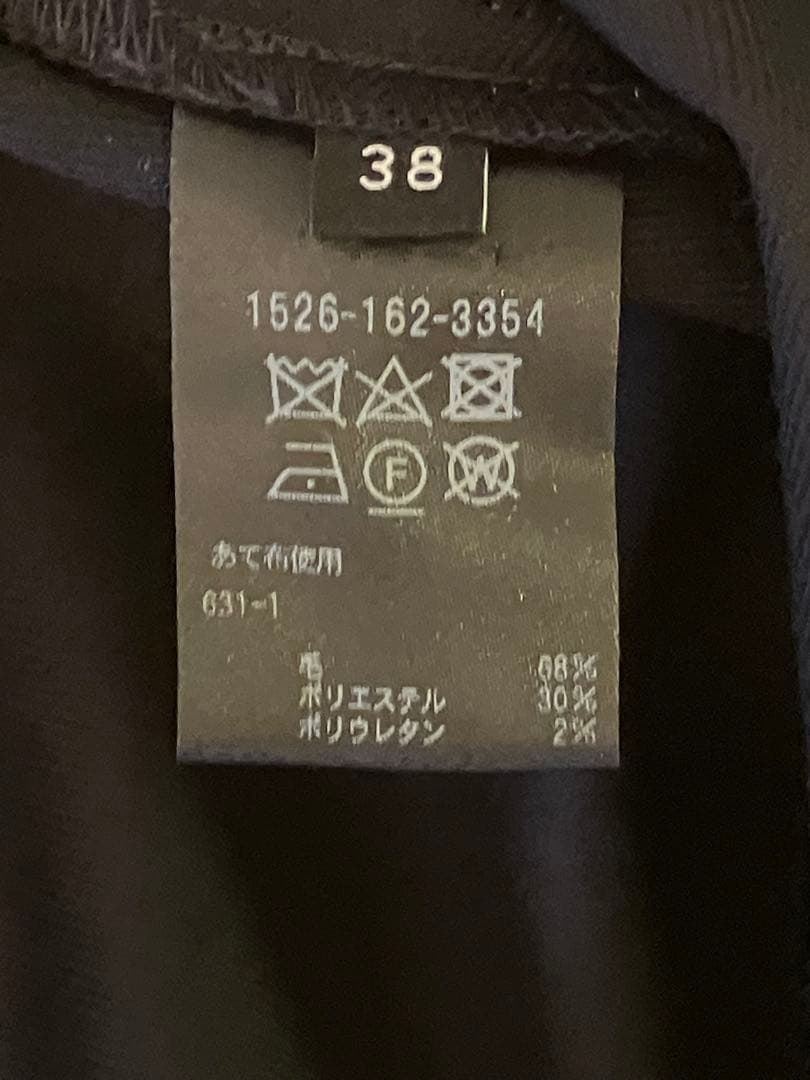 38
1526-162-3354
F
W
あて布使用
631-1
毛 68%
ポリエステル 30%
ポリウレタン 2%